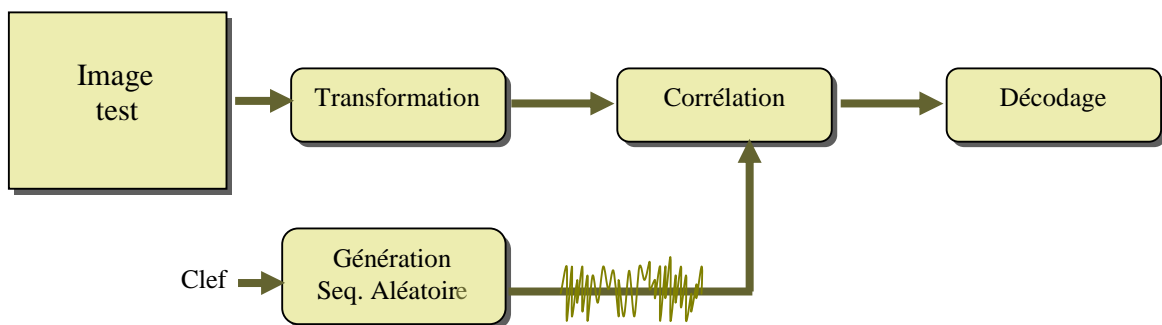 Image
test
Transformation
Corrélation
Décodage
Clef
Génération
Seq. Aléatoire